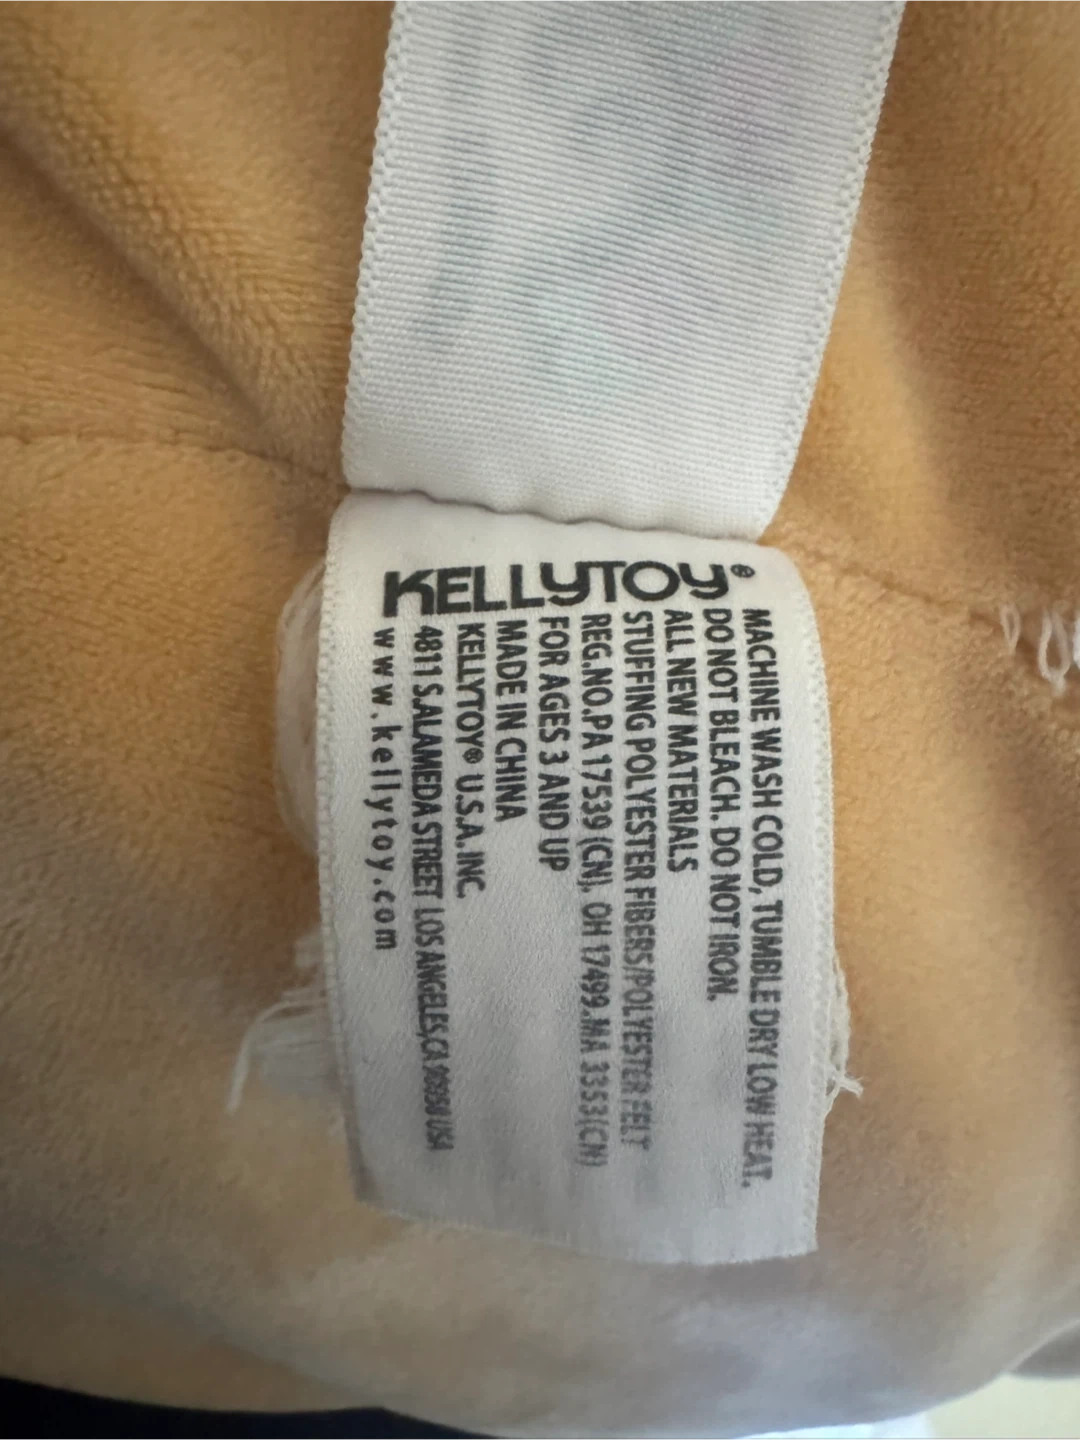 KELLYTOY®
MACHINE WASH COLD, TUMBLE DRY LOW HEAT.
DO NOT BLEACH. DO NOT IRON.
ALL NEW MATERIALS
STUFFING POLYESTER FIBERS/POLYESTER FELT
REG.NO.PA 17539 (CN), OH 17499.MA 3353(CN)
FOR AGES 3 AND UP
MADE IN CHINA
KELLYTOY® U.S.A. INC.
4811 S.ALAMEDA STREET LOS ANGELES,CA 90058 USA
www.kellytoy.com